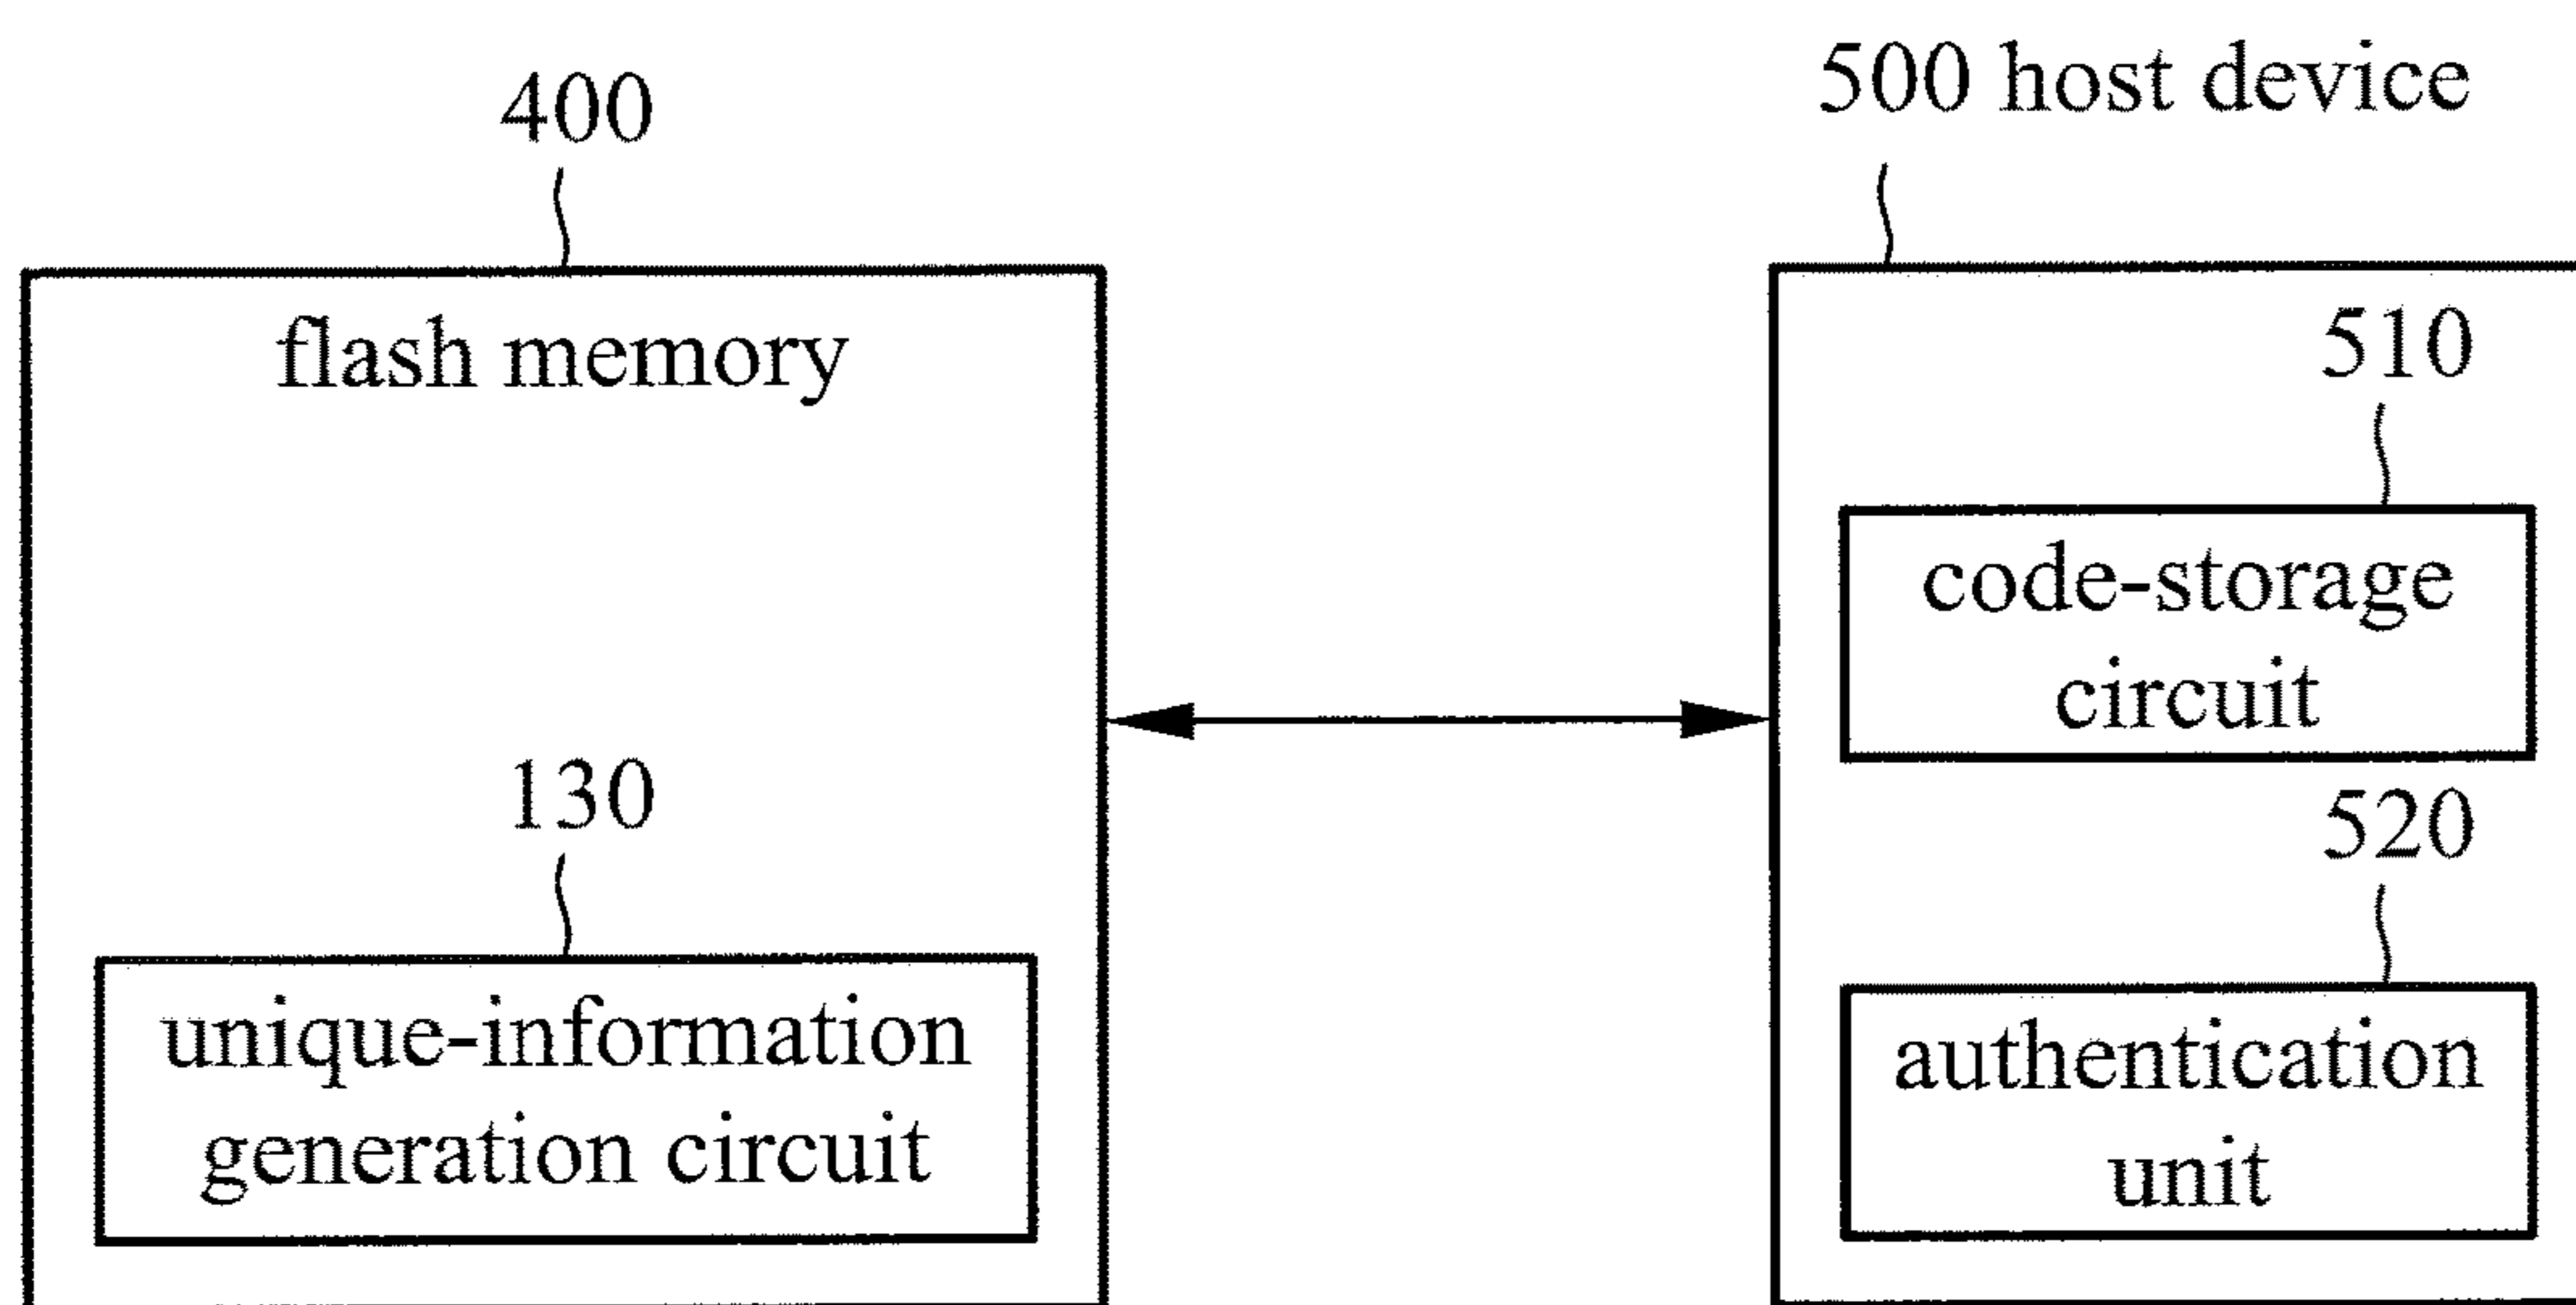 400
flash memory
130
unique-information
generation circuit
500 host device
510
code-storage
circuit
520
authentication
unit